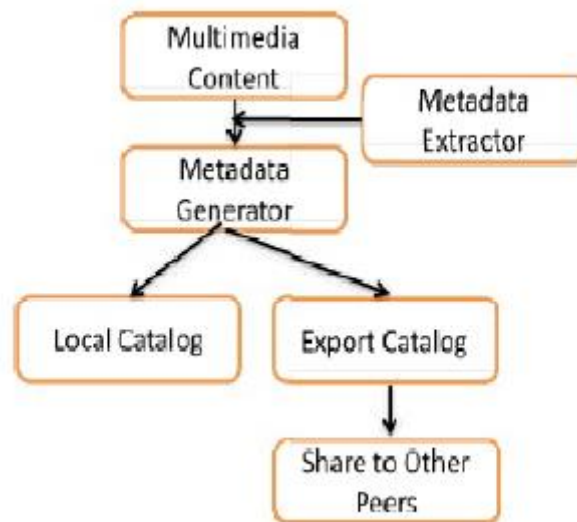 Multimedia
Content
Metadata
Extractor
Metadata
Generator
Local Catalog
Export Catalog
Share to Other
Peers